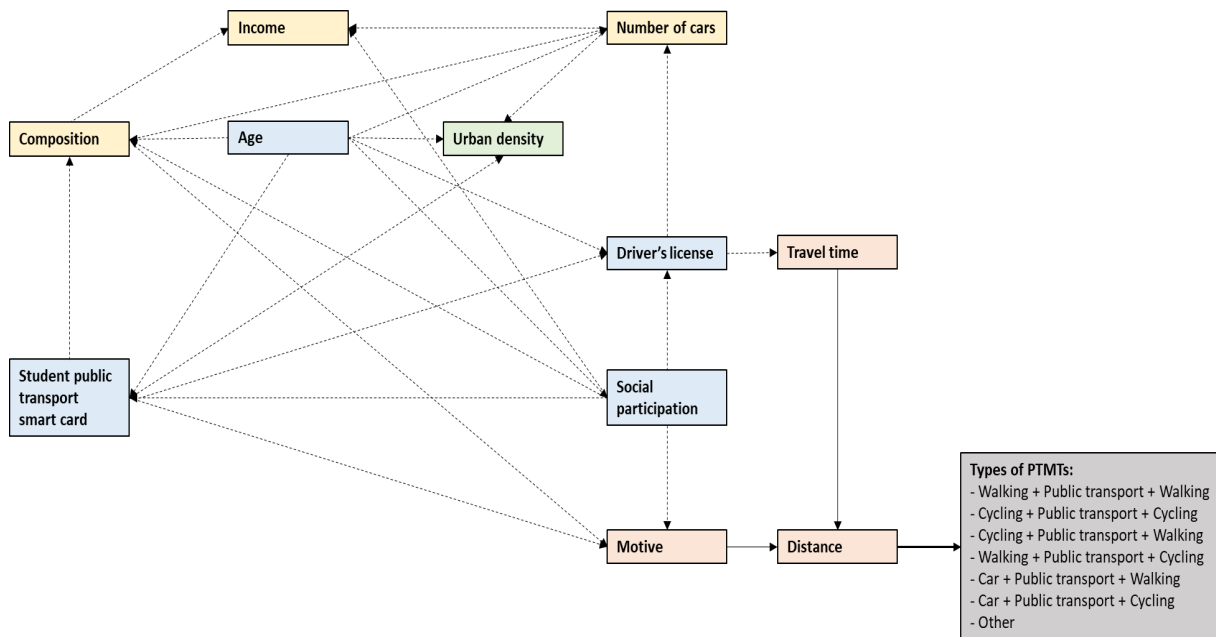 Income
Number of cars
Composition
Age
Urban density
Driver's license
Travel time
Student public
transport
smart card
Social
participation
Motive
Distance
Types of PTMTs:
- Walking + Public transport + Walking
- Cycling + Public transport + Cycling
- Cycling + Public transport + Walking
- Walking + Public transport + Cycling
- Car + Public transport + Walking
- Car + Public transport + Cycling
- Other